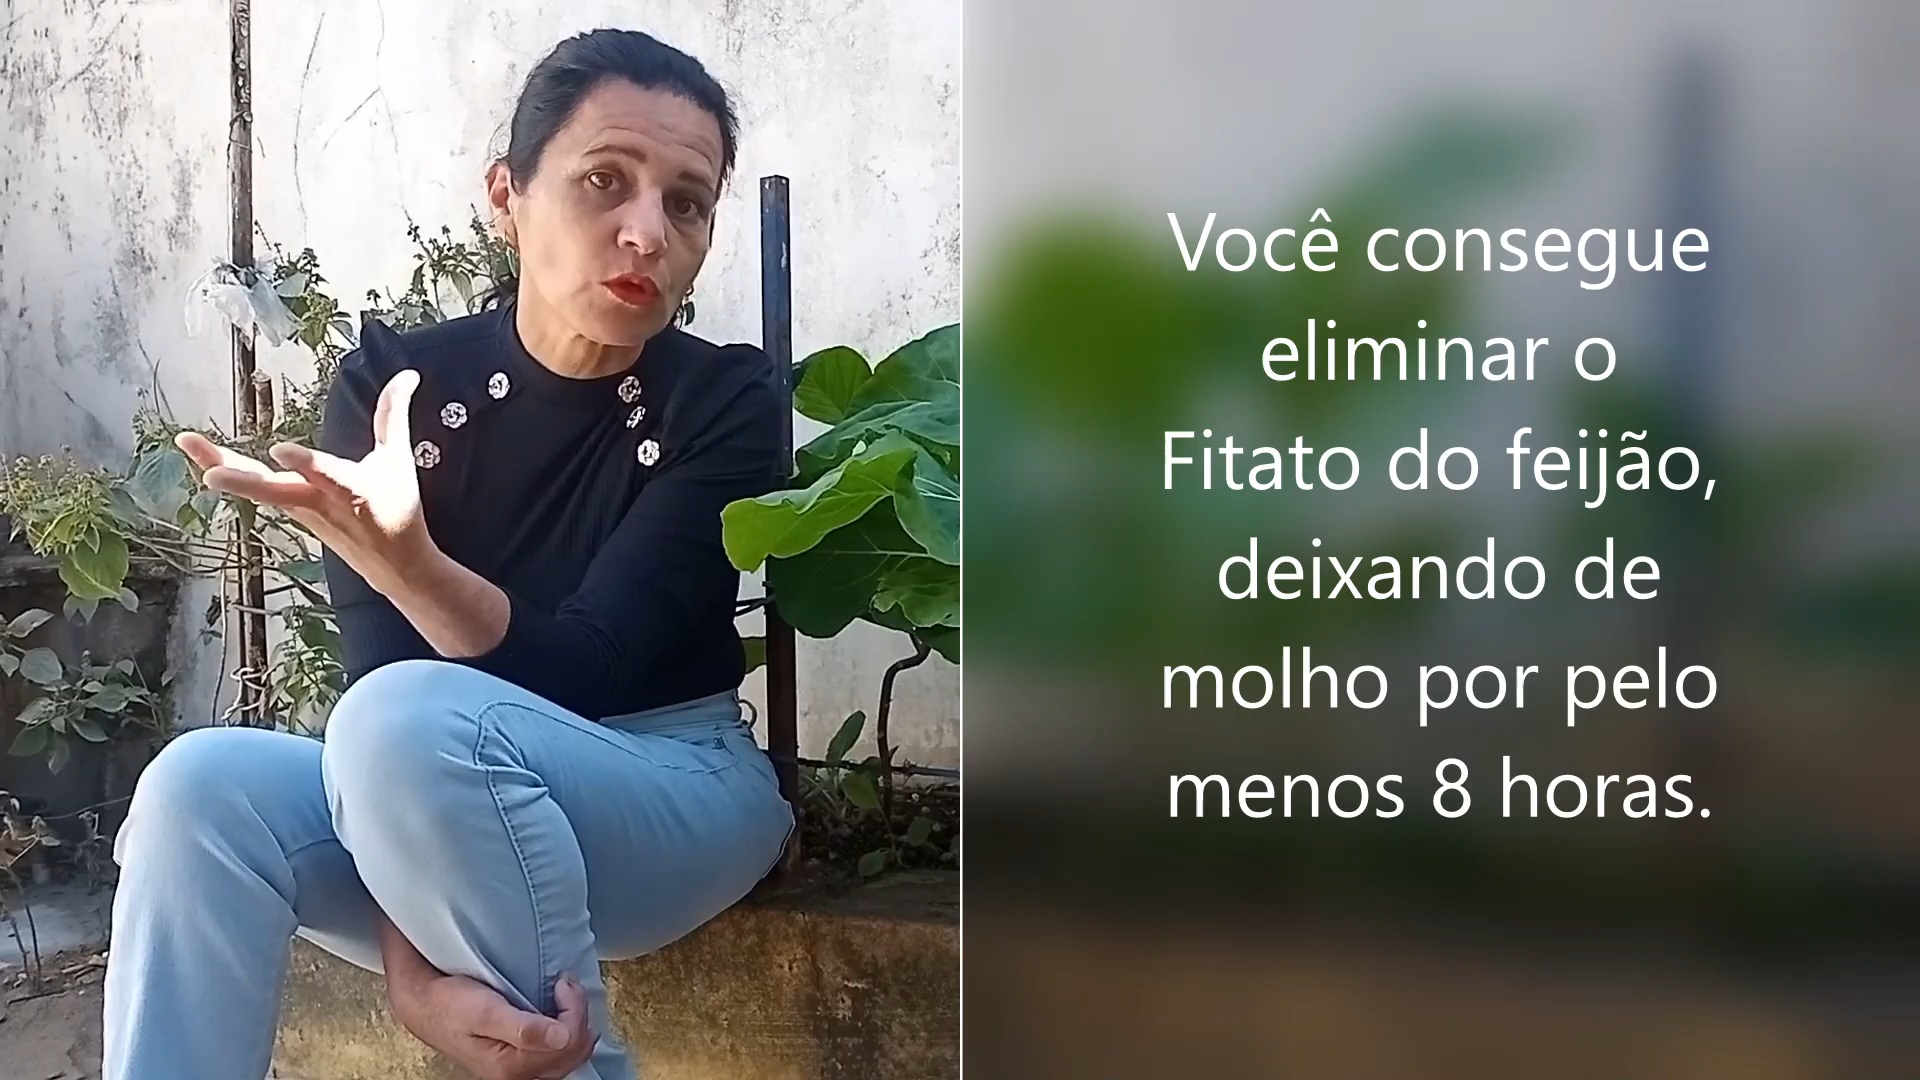 Você consegue
eliminar o
Fitato do feijão,
deixando de
molho por pelo
menos 8 horas.